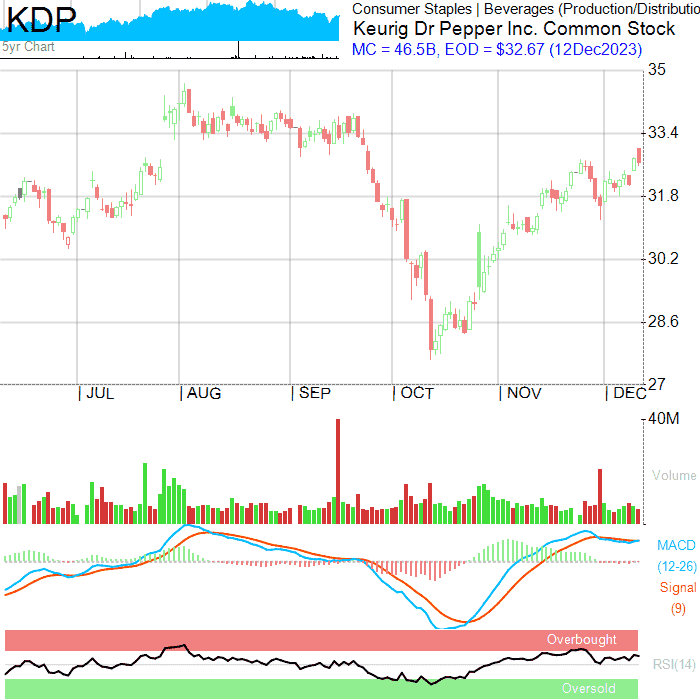 KDP
5yr Chart
Consumer Staples | Beverages (Production/Distributio
Keurig Dr Pepper Inc. Common Stock
MC = 46.5B, EOD = $32.67 (12Dec2023)
35
33.4
31.8
30.2
28.6
27
JUL AUG SEP OCT NOV DEC
40M
Volume
MACD
(12-26)
Signal
(9)
Overbought
RSI(14)
Oversold